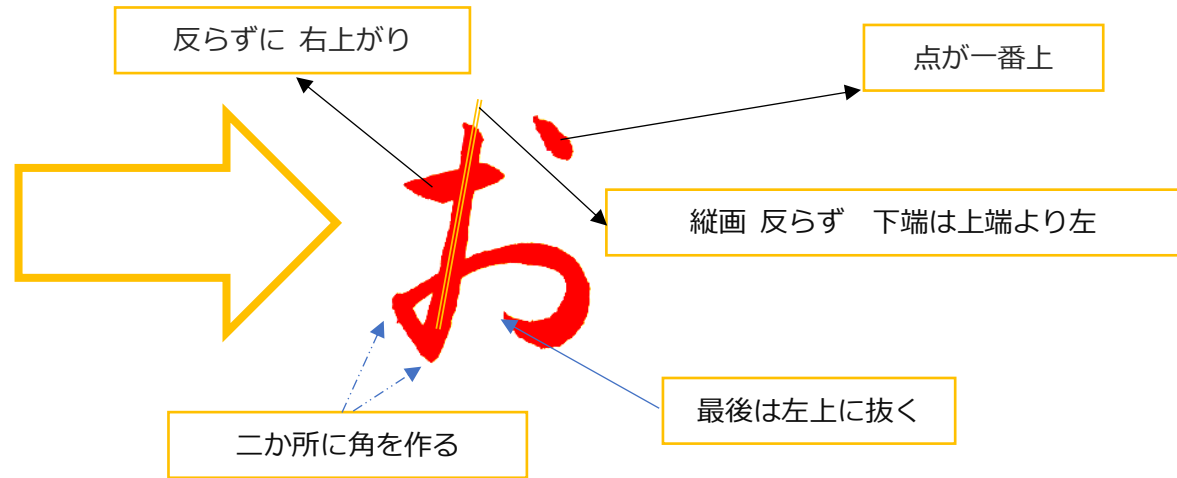 反らずに 右上がり
点が一番上
お
縦画 反らず 下端は上端より左
最後は左上に抜く
二か所に角を作る